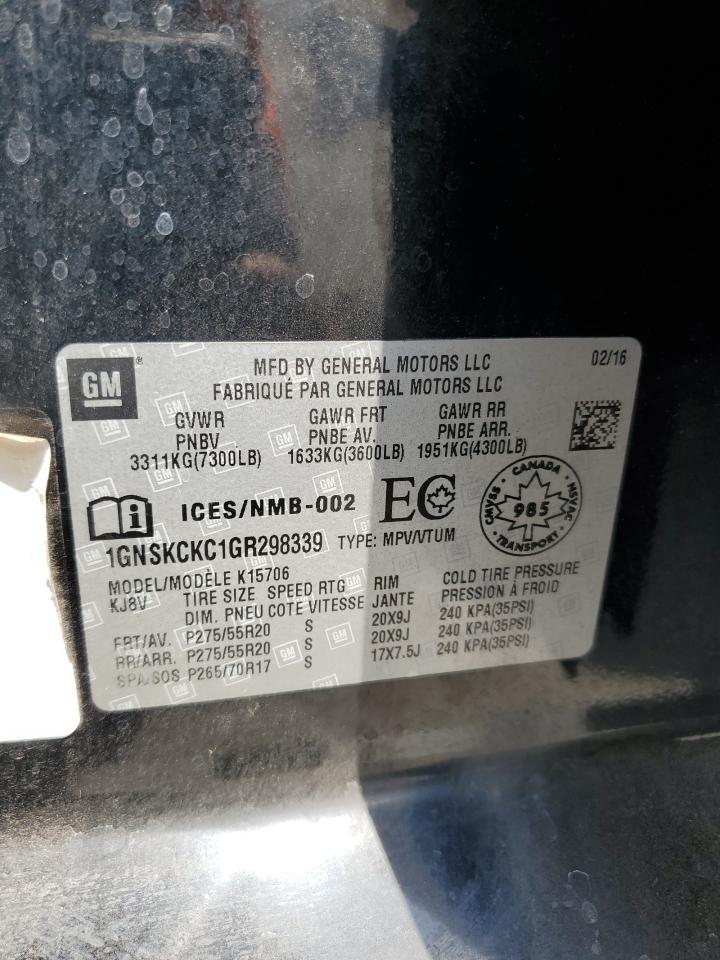 GM
MFD BY GENERAL MOTORS LLC 02/16
FABRIQUÉ PAR GENERAL MOTORS LLC
GVWR GAWR FRT GAWR RR
PNBV PNBE AV. PNBE ARR.
3311KG(7300LB) 1633KG(3600LB) 1951KG(4300LB)
ICES/NMB-002 EC
CANADA
CMVSS 985 NSVAC
TRANSPORT
1GNSKCKC1GR298339 TYPE: MPV/VTUM
MODEL/MODÈLE K15706
KJ8V TIRE SIZE SPEED RTG RIM COLD TIRE PRESSURE
DIM. PNEU COTE VITESSE JANTE PRESSION À FROID
FRT/AV. P275/55R20 S 20X9J 240 KPA(35PSI)
RR/ARR. P275/55R20 S 20X9J 240 KPA(35PSI)
SPA/SOS P265/70R17 S 17X7.5J 240 KPA(35PSI)